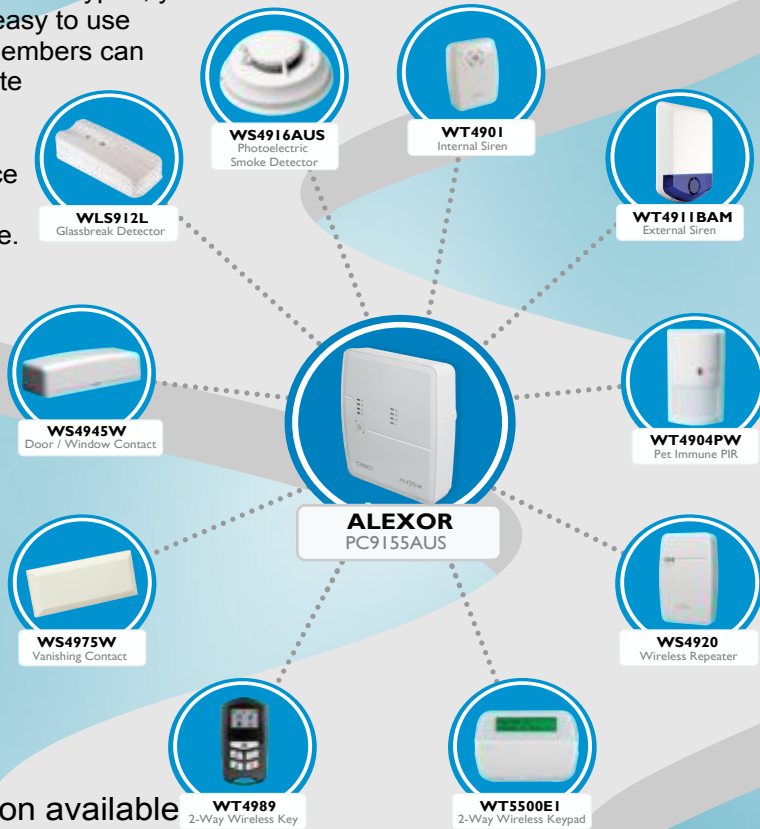 easy to use
embers can
WS4916AUS
Photoelectric
Smoke Detector
WT4901
Internal Siren
WLS912L
Glassbreak Detector
WT4911BAM
External Siren
e.
WS4945W
Door / Window Contact
WT4904PW
Pet Immune PIR
DSC
ALEXOR
ALEXOR
PC9155AUS
WS4975W
Vanishing Contact
WS4920
Wireless Repeater
WT4989
2-Way Wireless Key
WT5500E1
2-Way Wireless Keypad
on available